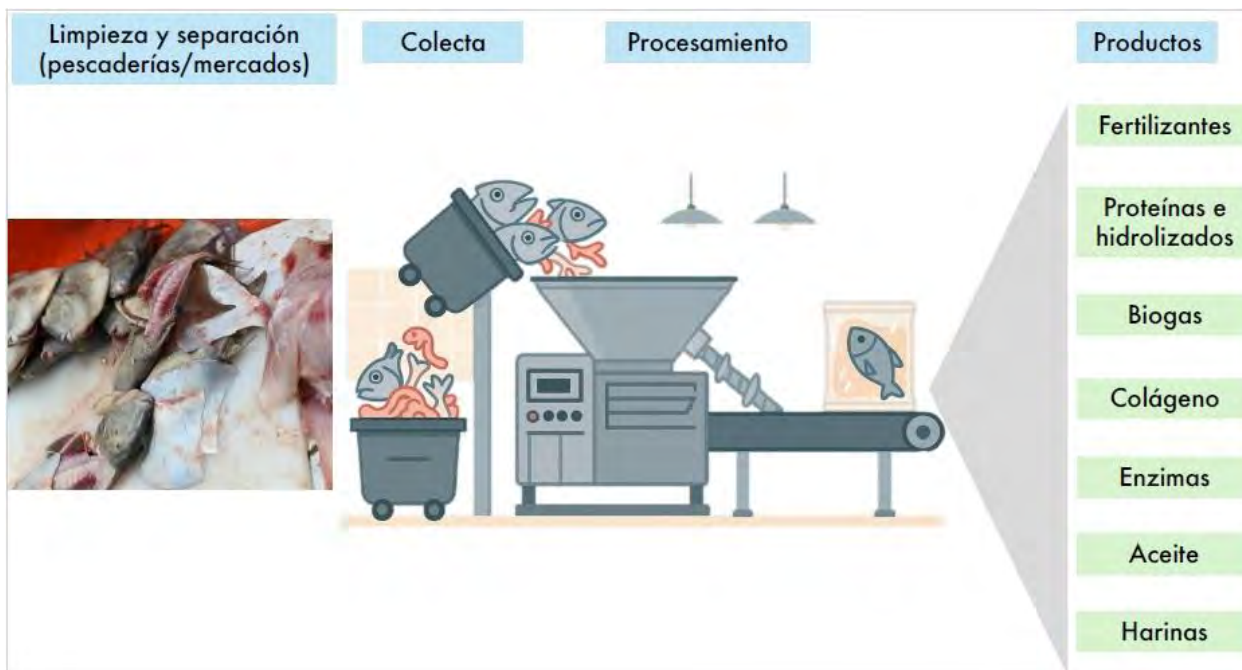 Limpieza y separación
(pescaderías/mercados)
Colecta
Procesamiento
Productos
Fertilizantes
Proteínas e
hidrolizados
Biogas
Colágeno
Enzimas
Aceite
Harinas